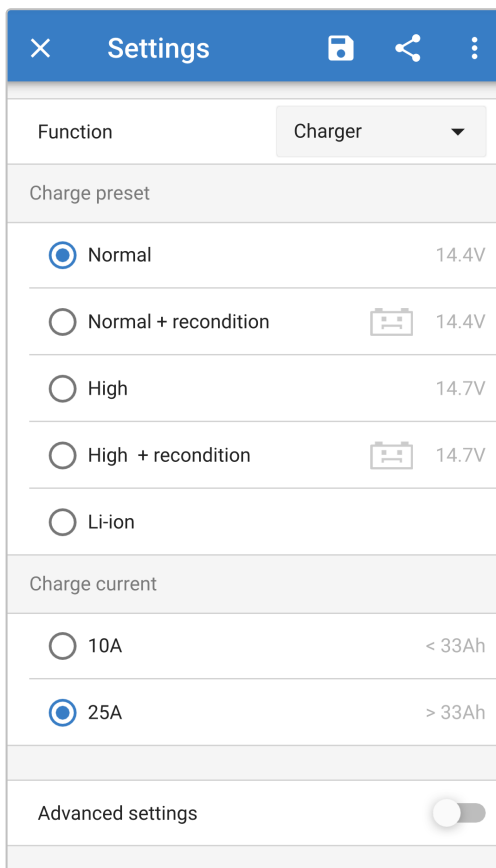 Settings
Function Charger
Charge preset
Normal 14.4V
Normal + recondition 14.4V
High 14.7V
High + recondition 14.7V
Li-ion
Charge current
10A < 33Ah
25A > 33Ah
Advanced settings